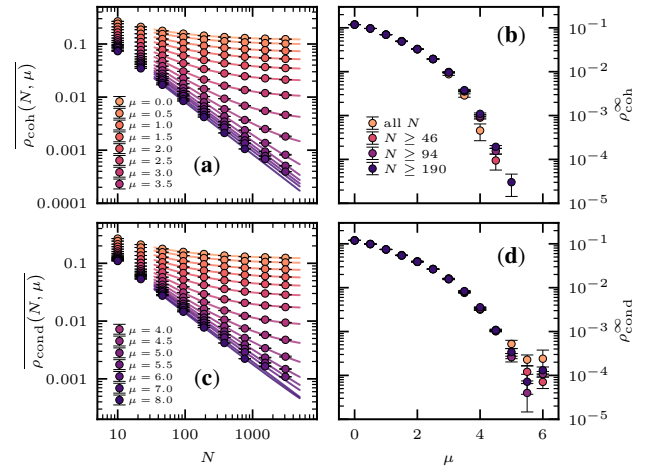 0.1
0.01
0.001
0.0001
ρcoh(N, μ)
μ = 0.0
μ = 0.5
μ = 1.0
μ = 1.5
μ = 2.0
μ = 2.5
μ = 3.0
μ = 3.5
(a)
(b)
all N
N ≥ 46
N ≥ 94
N ≥ 190
10⁻¹
10⁻²
10⁻³
10⁻⁴
10⁻⁵
ρ∞coh
0.1
0.01
0.001
ρcond(N, μ)
μ = 4.0
μ = 4.5
μ = 5.0
μ = 5.5
μ = 6.0
μ = 7.0
μ = 8.0
(c)
10 100 1000
N
(d)
10⁻¹
10⁻²
10⁻³
10⁻⁴
10⁻⁵
ρ∞cond
0 2 4 6
μ